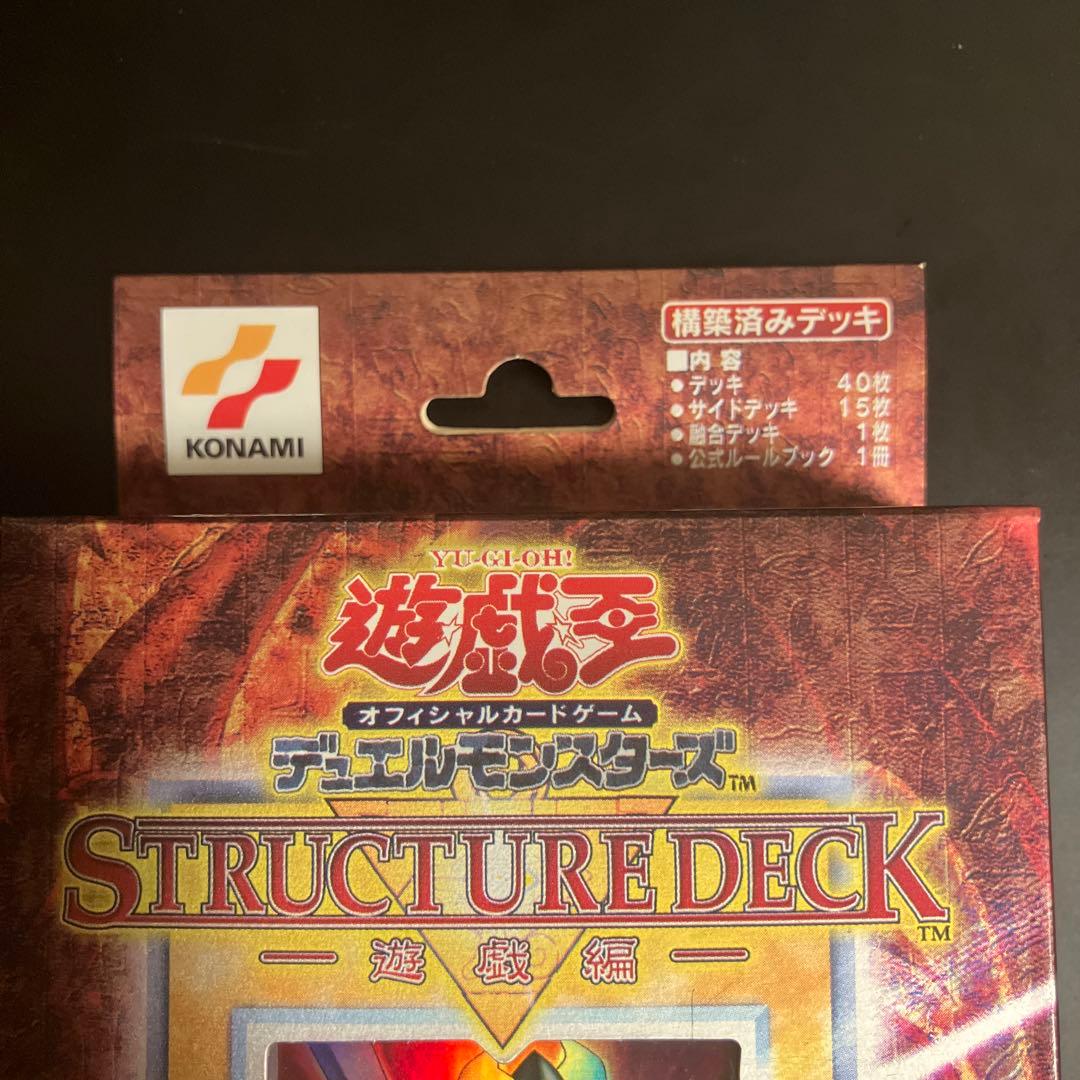 KONAMI
構築済みデッキ
■内容
●デッキ 40枚
●サイドデッキ 15枚
●融合デッキ 1枚
●公式ルールブック 1冊
YU-GI-OH!
遊☆戯☆王
オフィシャルカードゲーム
デュエルモンスターズ™
STRUCTURE DECK™
―遊戯編―